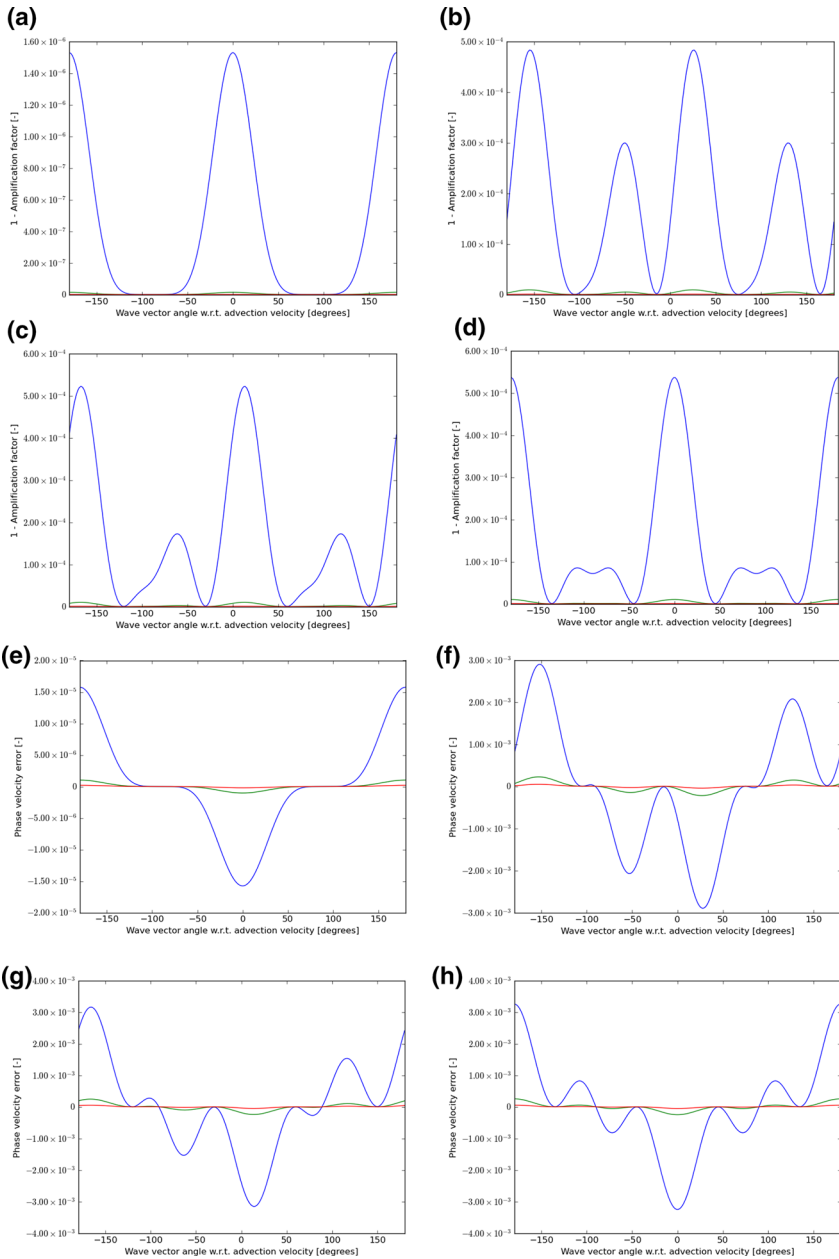 (a)
1.60 × 10⁻⁶
1.40 × 10⁻⁶
1.20 × 10⁻⁶
1.00 × 10⁻⁶
8.00 × 10⁻⁷
6.00 × 10⁻⁷
4.00 × 10⁻⁷
2.00 × 10⁻⁷
0
1 - Amplification factor [-]
−150 −100 −50 0 50 100 150
Wave vector angle w.r.t. advection velocity [degrees]
(b)
5.00 × 10⁻⁴
4.00 × 10⁻⁴
3.00 × 10⁻⁴
2.00 × 10⁻⁴
1.00 × 10⁻⁴
0
1 - Amplification factor [-]
−150 −100 −50 0 50 100 150
Wave vector angle w.r.t. advection velocity [degrees]
(c)
6.00 × 10⁻⁴
5.00 × 10⁻⁴
4.00 × 10⁻⁴
3.00 × 10⁻⁴
2.00 × 10⁻⁴
1.00 × 10⁻⁴
0
1 - Amplification factor [-]
−150 −100 −50 0 50 100 150
Wave vector angle w.r.t. advection velocity [degrees]
(d)
6.00 × 10⁻⁴
5.00 × 10⁻⁴
4.00 × 10⁻⁴
3.00 × 10⁻⁴
2.00 × 10⁻⁴
1.00 × 10⁻⁴
0
1 - Amplification factor [-]
−150 −100 −50 0 50 100 150
Wave vector angle w.r.t. advection velocity [degrees]
(e)
2.00 × 10⁻⁵
1.50 × 10⁻⁵
1.00 × 10⁻⁵
5.00 × 10⁻⁶
0
−5.00 × 10⁻⁶
−1.00 × 10⁻⁵
−1.50 × 10⁻⁵
−2.00 × 10⁻⁵
Phase velocity error [-]
−150 −100 −50 0 50 100 150
Wave vector angle w.r.t. advection velocity [degrees]
(f)
3.00 × 10⁻³
2.00 × 10⁻³
1.00 × 10⁻³
0
−1.00 × 10⁻³
−2.00 × 10⁻³
−3.00 × 10⁻³
Phase velocity error [-]
−150 −100 −50 0 50 100 150
Wave vector angle w.r.t. advection velocity [degrees]
(g)
4.00 × 10⁻³
3.00 × 10⁻³
2.00 × 10⁻³
1.00 × 10⁻³
0
−1.00 × 10⁻³
−2.00 × 10⁻³
−3.00 × 10⁻³
−4.00 × 10⁻³
Phase velocity error [-]
−150 −100 −50 0 50 100 150
Wave vector angle w.r.t. advection velocity [degrees]
(h)
4.00 × 10⁻³
3.00 × 10⁻³
2.00 × 10⁻³
1.00 × 10⁻³
0
−1.00 × 10⁻³
−2.00 × 10⁻³
−3.00 × 10⁻³
−4.00 × 10⁻³
Phase velocity error [-]
−150 −100 −50 0 50 100 150
Wave vector angle w.r.t. advection velocity [degrees]